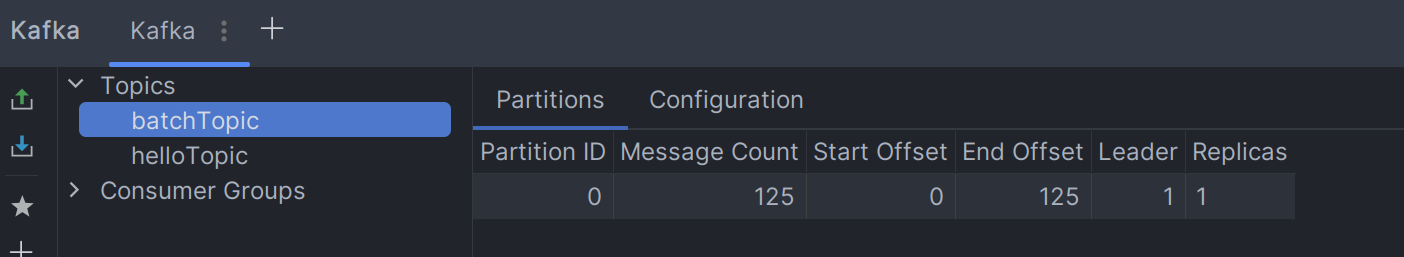 Kafka Kafka
Topics
batchTopic
helloTopic
Consumer Groups
Partitions Configuration
Partition ID Message Count Start Offset End Offset Leader Replicas
0 125 0 125 1 1